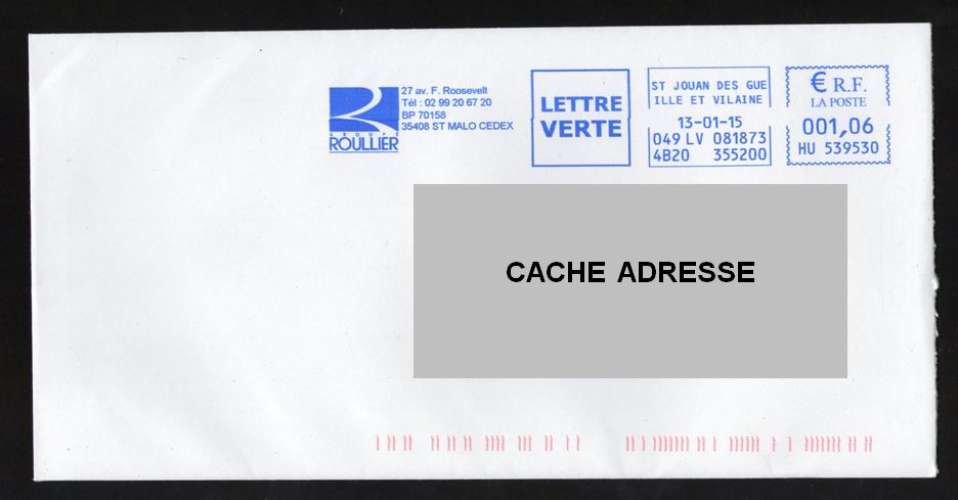 GROUPE
ROULLIER
27 av. F. Roosevelt
Tél : 02 99 20 67 20
BP 70158
35408 ST MALO CEDEX
LETTRE
VERTE
ST JOUAN DES GUE
ILLE ET VILAINE
13-01-15
049 LV 081873
4B20 355200
€ R.F.
LA POSTE
001,06
HU 539530
CACHE ADRESSE